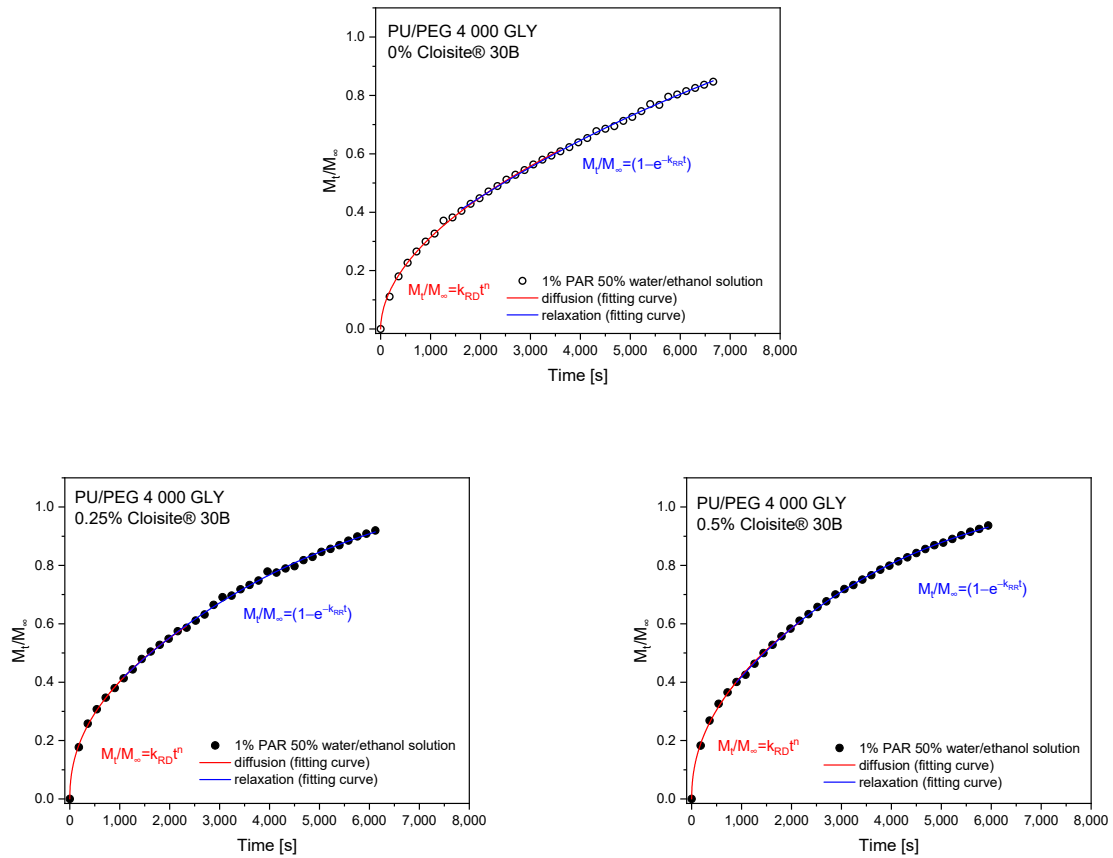 PU/PEG 4 000 GLY
0% Cloisite® 30B
1.0
0.8
0.6
0.4
0.2
0.0
Mt/M∞
Mt/M∞=(1–e–kRRt)
Mt/M∞=kRDtn
1% PAR 50% water/ethanol solution
diffusion (fitting curve)
relaxation (fitting curve)
0 1,000 2,000 3,000 4,000 5,000 6,000 7,000 8,000
Time [s]
PU/PEG 4 000 GLY
0.25% Cloisite® 30B
1.0
0.8
0.6
0.4
0.2
0.0
Mt/M∞
Mt/M∞=(1–e–kRRt)
Mt/M∞=kRDtn
1% PAR 50% water/ethanol solution
diffusion (fitting curve)
relaxation (fitting curve)
0 1,000 2,000 3,000 4,000 5,000 6,000 7,000 8,000
Time [s]
PU/PEG 4 000 GLY
0.5% Cloisite® 30B
1.0
0.8
0.6
0.4
0.2
0.0
Mt/M∞
Mt/M∞=(1–e–kRRt)
Mt/M∞=kRDtn
1% PAR 50% water/ethanol solution
diffusion (fitting curve)
relaxation (fitting curve)
0 1,000 2,000 3,000 4,000 5,000 6,000 7,000 8,000
Time [s]